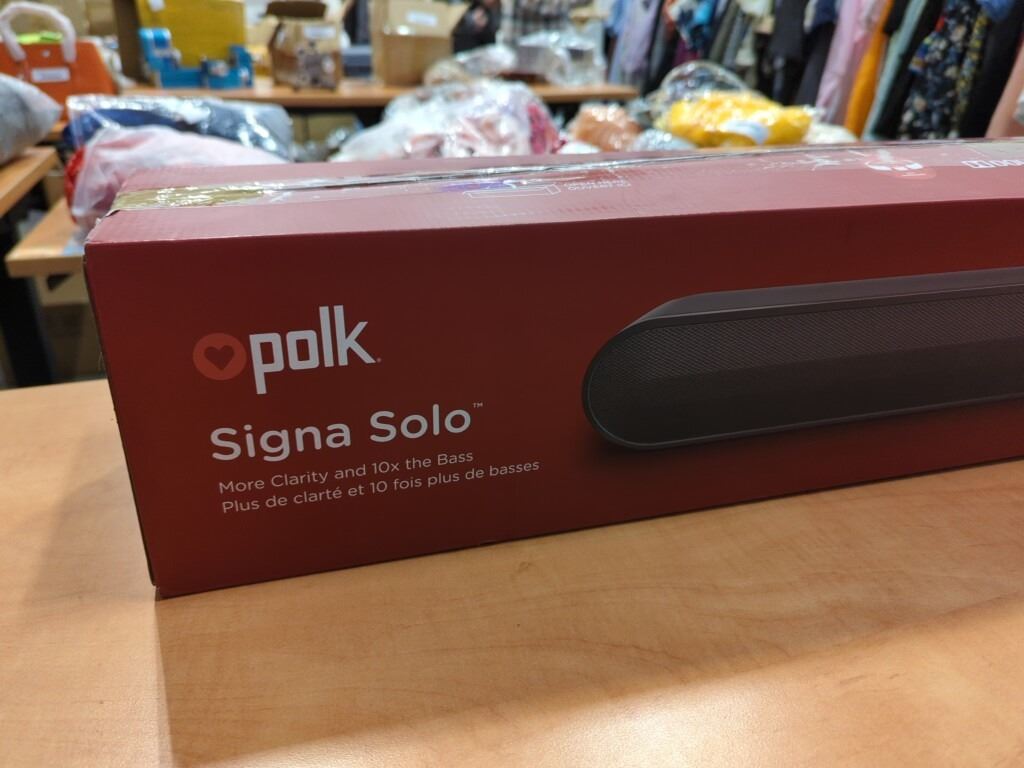 polk
Signa Solo™
More Clarity and 10x the Bass
Plus de clarté et 10 fois plus de basses